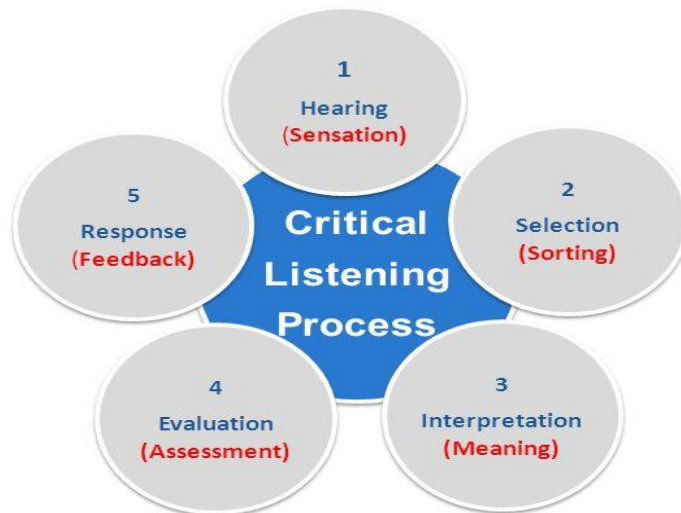 Critical
Listening
Process
1
Hearing
(Sensation)
2
Selection
(Sorting)
3
Interpretation
(Meaning)
4
Evaluation
(Assessment)
5
Response
(Feedback)